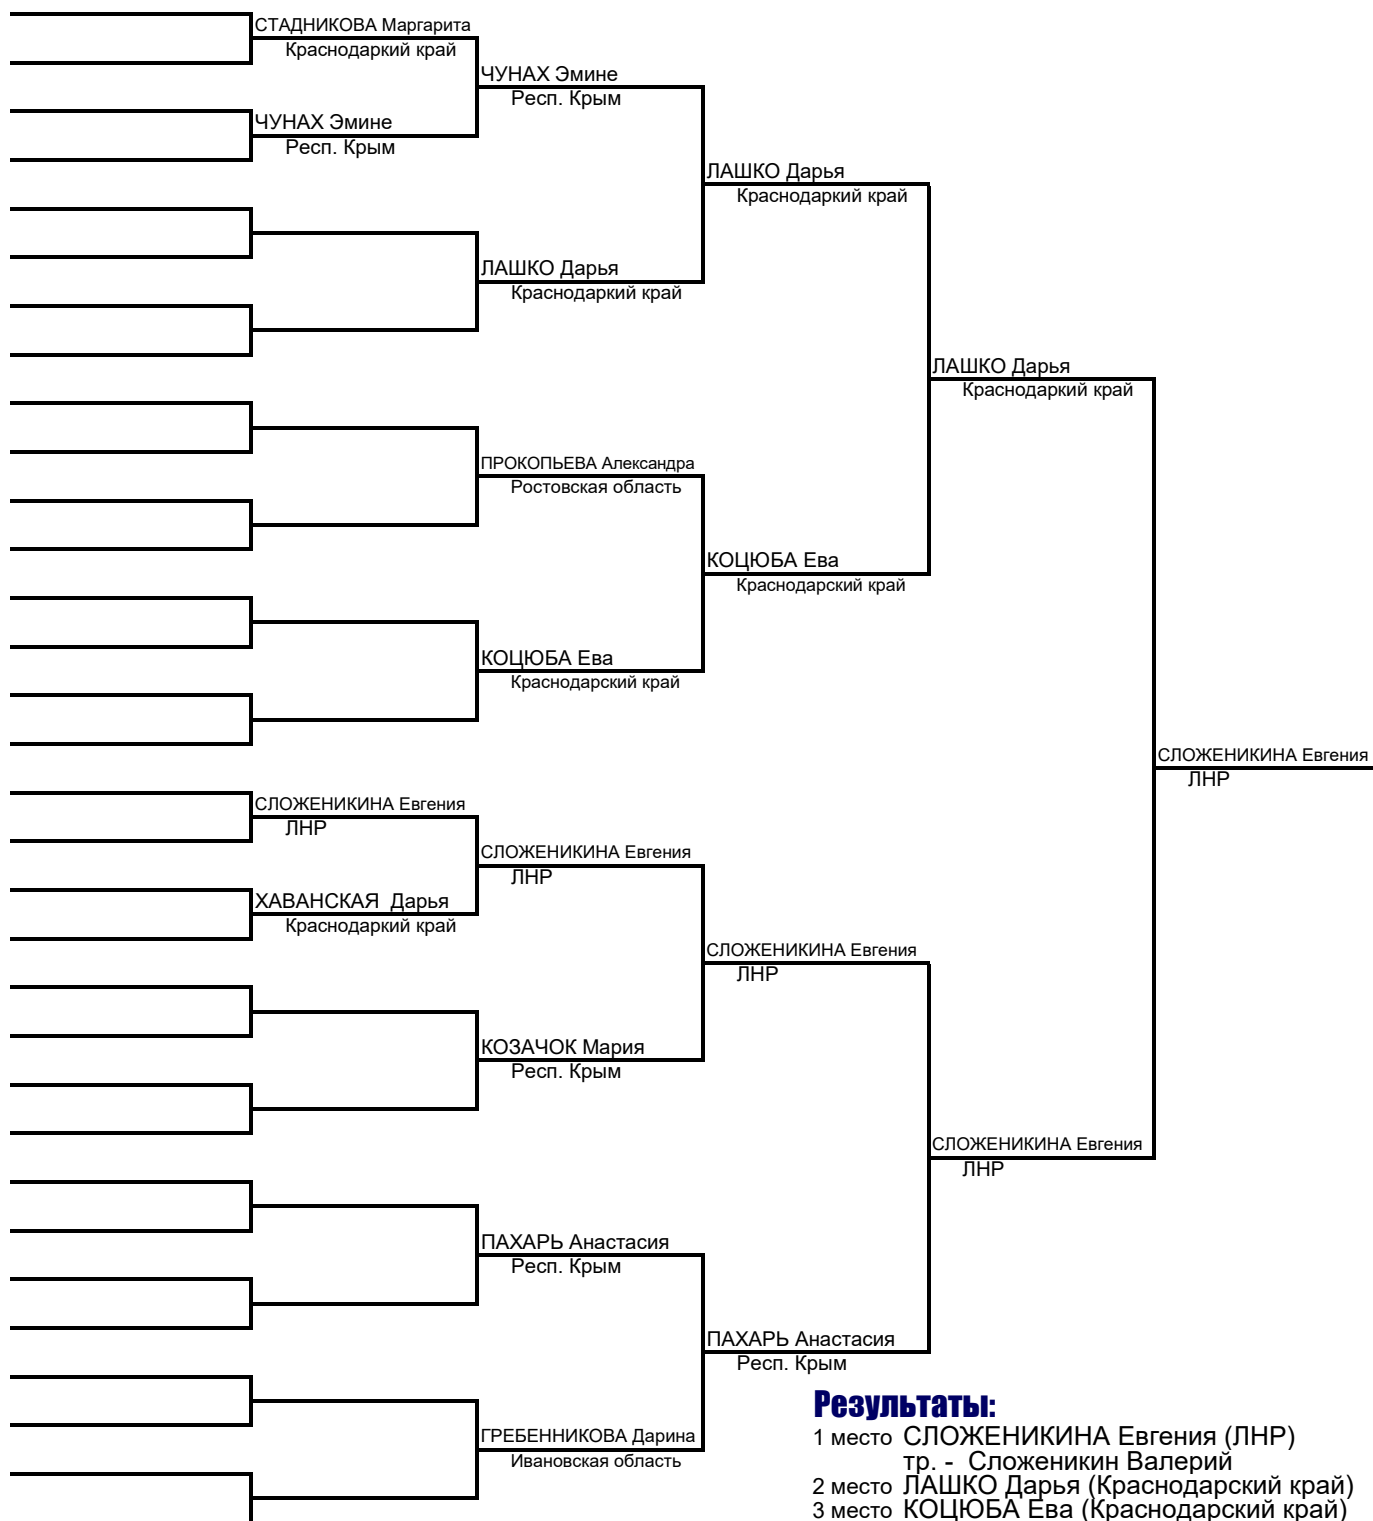 СТАДНИКОВА Маргарита
Краснодаркий край
ЧУНАХ Эмине
Респ. Крым
ЧУНАХ Эмине
Респ. Крым
ЛАШКО Дарья
Краснодаркий край
ЛАШКО Дарья
Краснодаркий край
ЛАШКО Дарья
Краснодаркий край
ПРОКОПЬЕВА Александра
Ростовская область
КОЦЮБА Ева
Краснодарский край
КОЦЮБА Ева
Краснодарский край
СЛОЖЕНИКИНА Евгения
ЛНР
СЛОЖЕНИКИНА Евгения
ЛНР
СЛОЖЕНИКИНА Евгения
ЛНР
ХАВАНСКАЯ  Дарья
Краснодаркий край
СЛОЖЕНИКИНА Евгения
ЛНР
КОЗАЧОК Мария
Респ. Крым
СЛОЖЕНИКИНА Евгения
ЛНР
ПАХАРЬ Анастасия
Респ. Крым
ПАХАРЬ Анастасия
Респ. Крым
ГРЕБЕННИКОВА Дарина
Ивановская область
Результаты:
1 место СЛОЖЕНИКИНА Евгения (ЛНР)
тр. - Сложеникин Валерий
2 место ЛАШКО Дарья (Краснодарский край)
3 место КОЦЮБА Ева (Краснодарский край)